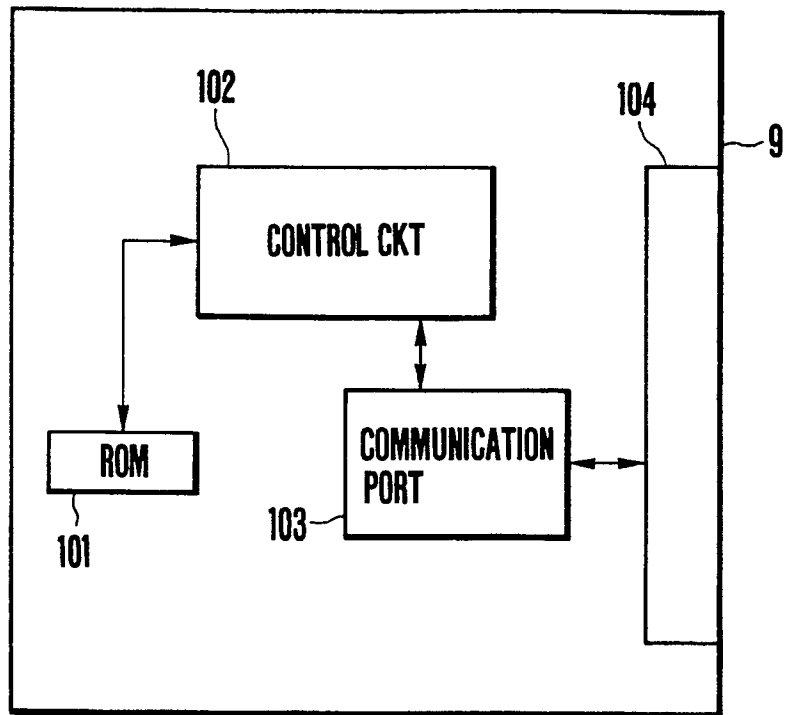 102
104
9
CONTROL CKT
ROM
COMMUNICATION
PORT
103
101